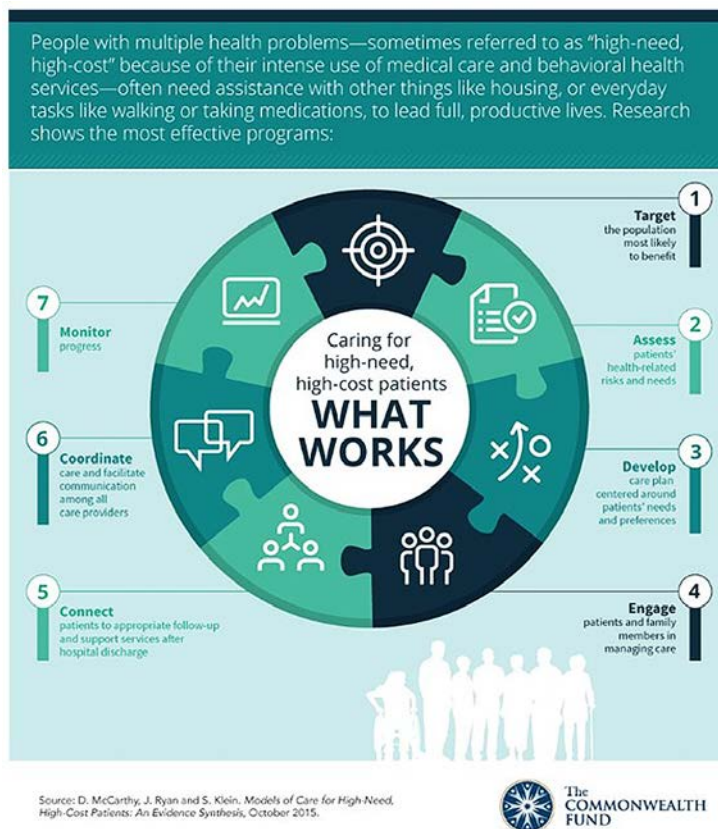 People with multiple health problems—sometimes referred to as “high-need,
high-cost” because of their intense use of medical care and behavioral health
services—often need assistance with other things like housing, or everyday
tasks like walking or taking medications, to lead full, productive lives. Research
shows the most effective programs:
Caring for
high-need,
high-cost patients
WHAT
WORKS
1
Target
the population
most likely
to benefit
2
Assess
patients’
health-related
risks and needs
3
Develop
care plan
centered around
patients’ needs
and preferences
4
Engage
patients and family
members in
managing care
5
Connect
patients to appropriate follow-up
and support services after
hospital discharge
6
Coordinate
care and facilitate
communication
among all
care providers
7
Monitor
progress
Source: D. McCarthy, J. Ryan and S. Klein. Models of Care for High-Need,
High-Cost Patients: An Evidence Synthesis, October 2015.
The
COMMONWEALTH
FUND